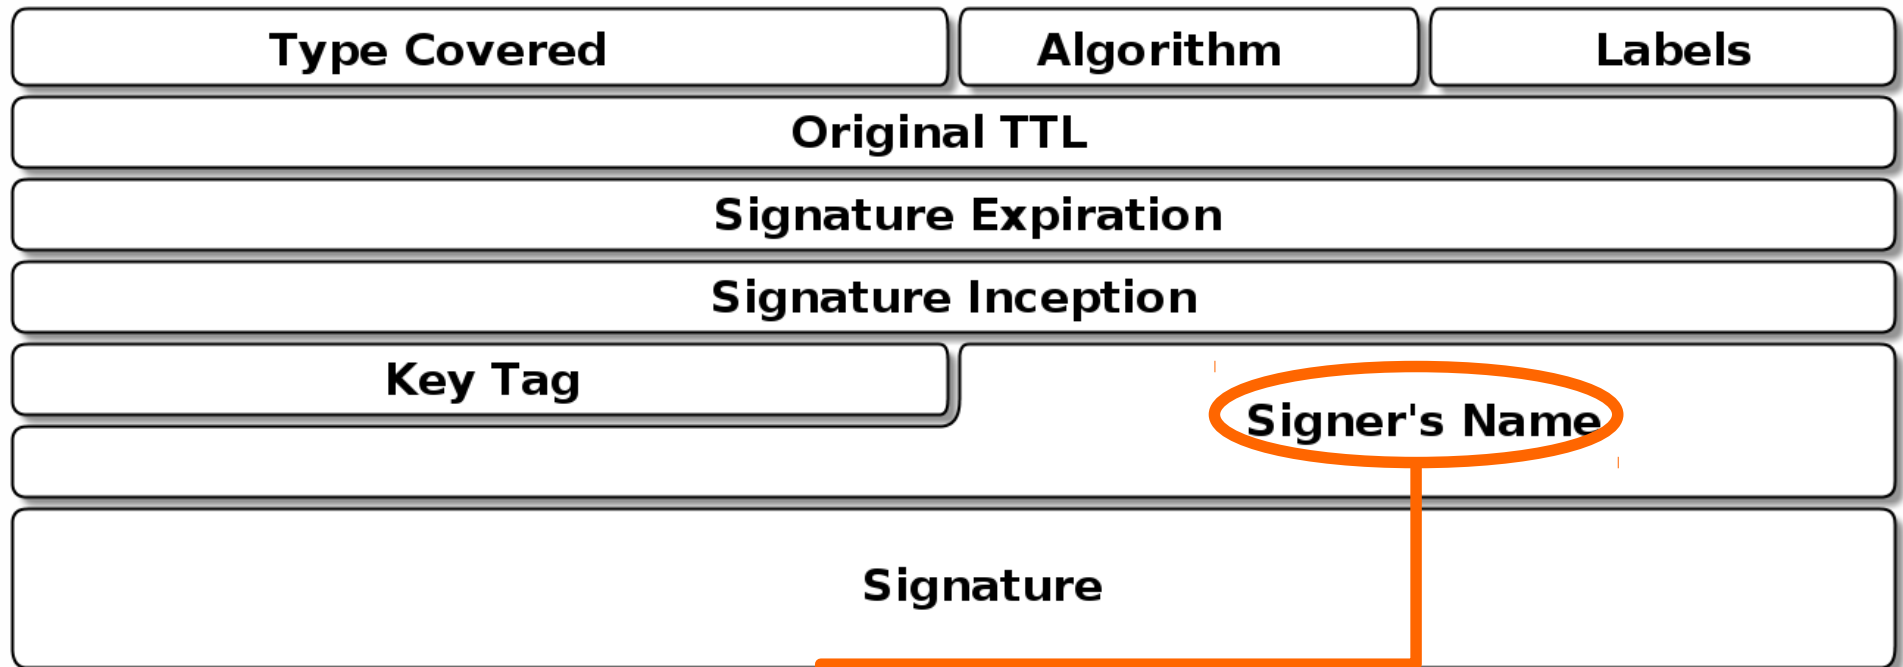 Type Covered Algorithm Labels
Original TTL
Signature Expiration
Signature Inception
Key Tag
Signer's Name
Signature